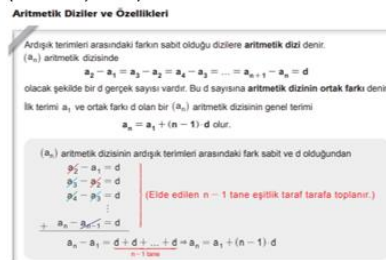 Aritmetik Diziler ve Özellikleri
Ardışık terimleri arasındaki farkın sabit olduğu dizilere aritmetik dizi denir.
(aₙ) aritmetik dizisinde
a₂ − a₁ = a₃ − a₂ = a₄ − a₃ = ... = aₙ₊₁ − aₙ = d
olacak şekilde bir d gerçek sayısı vardır. Bu d sayısına aritmetik dizinin ortak farkı denir
İlk terimi a₁ ve ortak farkı d olan bir (aₙ) aritmetik dizisinin genel terimi
aₙ = a₁ + (n − 1)·d olur.
(aₙ) aritmetik dizisinin ardışık terimleri arasındaki fark sabit ve d olduğundan
a₂ − a₁ = d
a₃ − a₂ = d
a₄ − a₃ = d
(Elde edilen n − 1 tane eşitlik taraf tarafa toplanır.)
⋮
+ aₙ − aₙ₋₁ = d
aₙ − a₁ = d + d + ... + d ⇒ aₙ = a₁ + (n − 1)·d
n − 1 tane